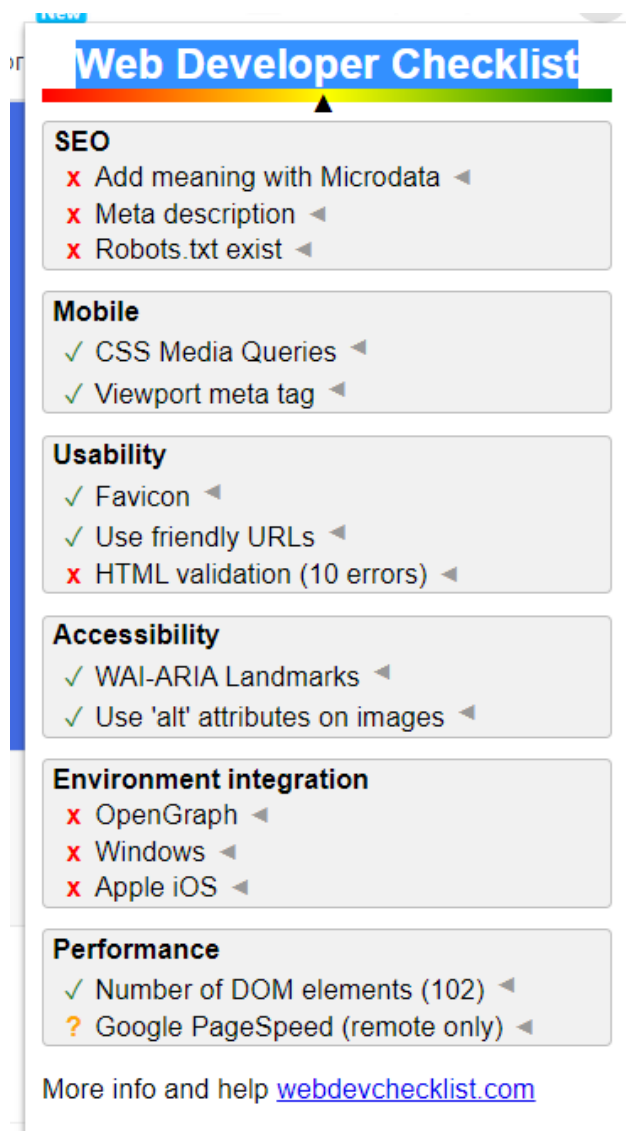 New
or
Web Developer Checklist
SEO
x Add meaning with Microdata ◄
x Meta description ◄
x Robots.txt exist ◄
Mobile
✓ CSS Media Queries ◄
✓ Viewport meta tag ◄
Usability
✓ Favicon ◄
✓ Use friendly URLs ◄
x HTML validation (10 errors) ◄
Accessibility
✓ WAI-ARIA Landmarks ◄
✓ Use 'alt' attributes on images ◄
Environment integration
x OpenGraph ◄
x Windows ◄
x Apple iOS ◄
Performance
✓ Number of DOM elements (102) ◄
? Google PageSpeed (remote only) ◄
More info and help webdevchecklist.com